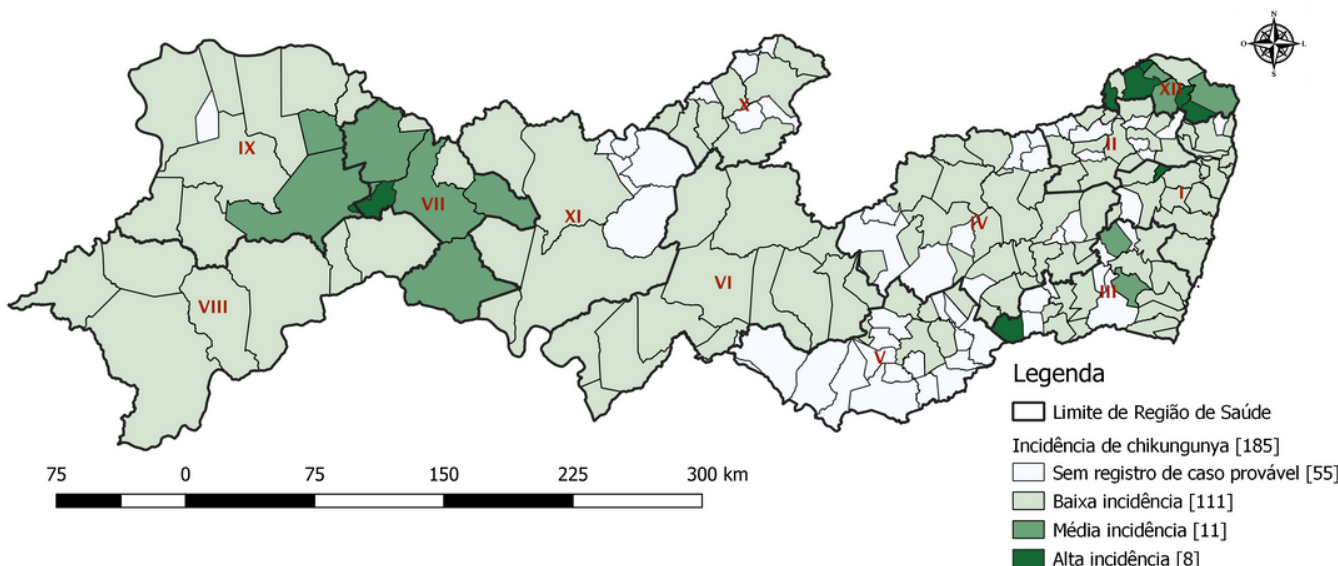 N
O L
S
X
XII
IX
II
I
VII
XI
IV
VI
VIII
III
V
Legenda
Limite de Região de Saúde
Incidência de chikungunya [185]
Sem registro de caso provável [55]
Baixa incidência [111]
Média incidência [11]
Alta incidência [8]
75 0 75 150 225 300 km